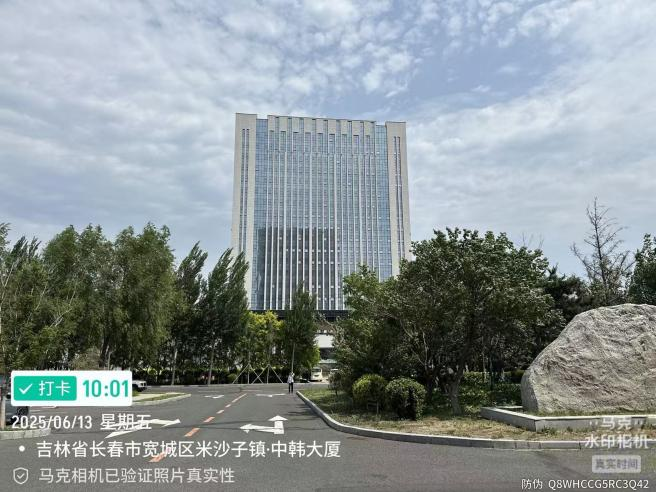 打卡 10:01
2025/06/13 星期五
吉林省长春市宽城区米沙子镇·中韩大厦
马克相机已验证照片真实性
马克
水印相机
真实时间
防伪 Q8WHCCG5RC3Q42